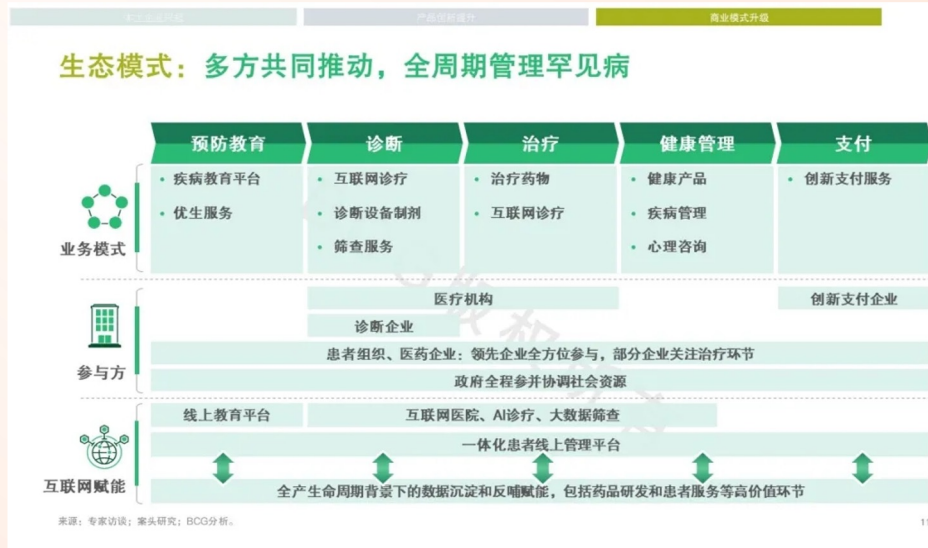 产品创新提升
商业模式升级
生态模式：多方共同推动，全周期管理罕见病
预防教育
诊断
治疗
健康管理
支付
业务模式
• 疾病教育平台
• 优生服务
• 互联网诊疗
• 诊断设备制剂
• 筛查服务
• 治疗药物
• 互联网诊疗
• 健康产品
• 疾病管理
• 心理咨询
• 创新支付服务
参与方
医疗机构
创新支付企业
诊断企业
患者组织、医药企业：领先企业全方位参与，部分企业关注治疗环节
政府全程参并协调社会资源
互联网赋能
线上教育平台
互联网医院、AI诊疗、大数据筛查
一体化患者线上管理平台
全产生命周期背景下的数据沉淀和反哺赋能，包括药品研发和患者服务等高价值环节
来源：专家访谈；案头研究；BCG分析。